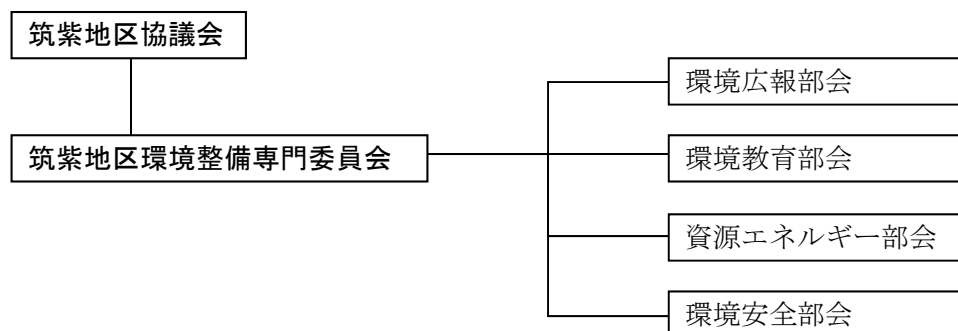 筑紫地区協議会
筑紫地区環境整備専門委員会
環境広報部会
環境教育部会
資源エネルギー部会
環境安全部会